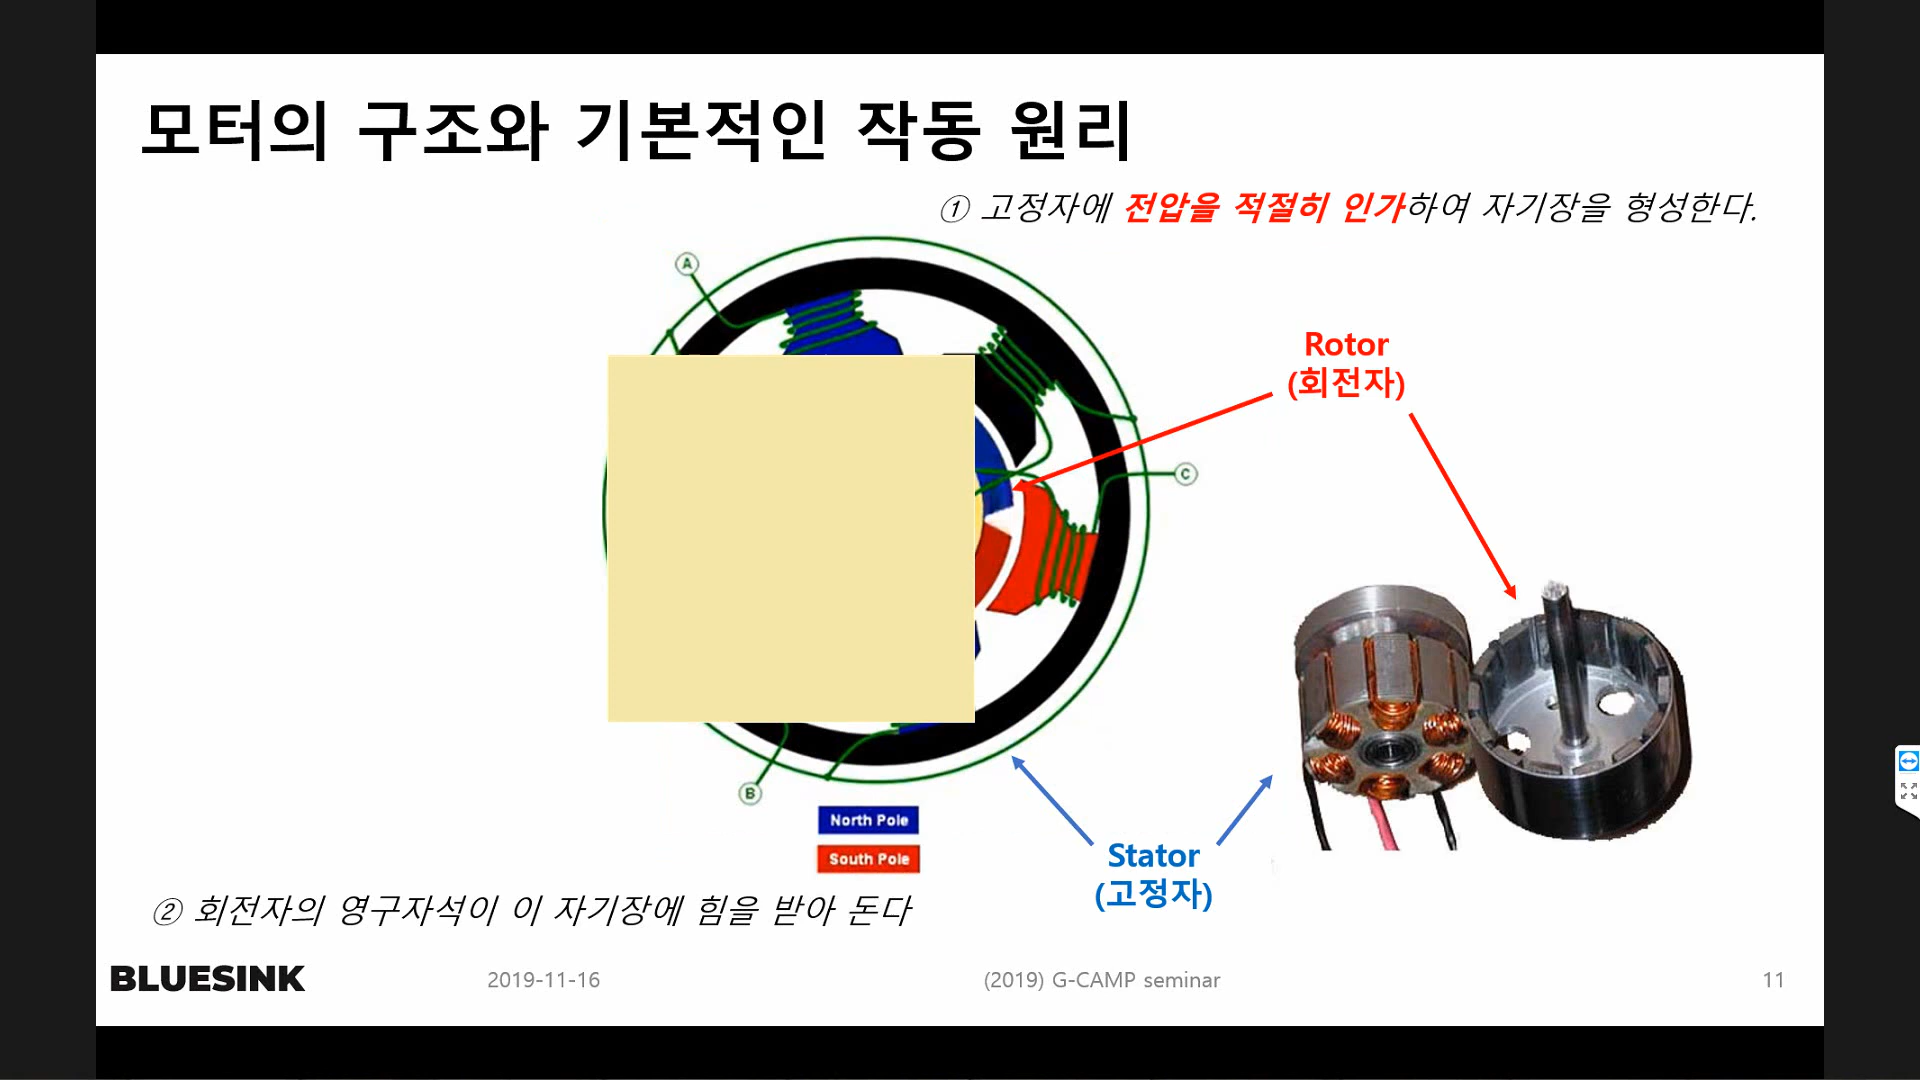 모터의 구조와 기본적인 작동 원리
① 고정자에 전압을 적절히 인가하여 자기장을 형성한다.
A
Rotor
(회전자)
C
B
North Pole
South Pole
Stator
(고정자)
② 회전자의 영구자석이 이 자기장에 힘을 받아 돈다
BLUESINK
2019-11-16
(2019) G-CAMP seminar
11